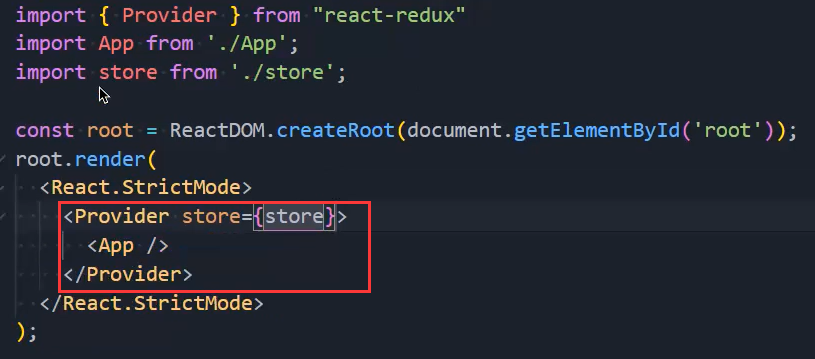 import { Provider } from "react-redux"
import App from './App';
import store from './store';
const root = ReactDOM.createRoot(document.getElementById('root'));
root.render(
<React.StrictMode>
<Provider store={store}>
<App />
</Provider>
</React.StrictMode>
);